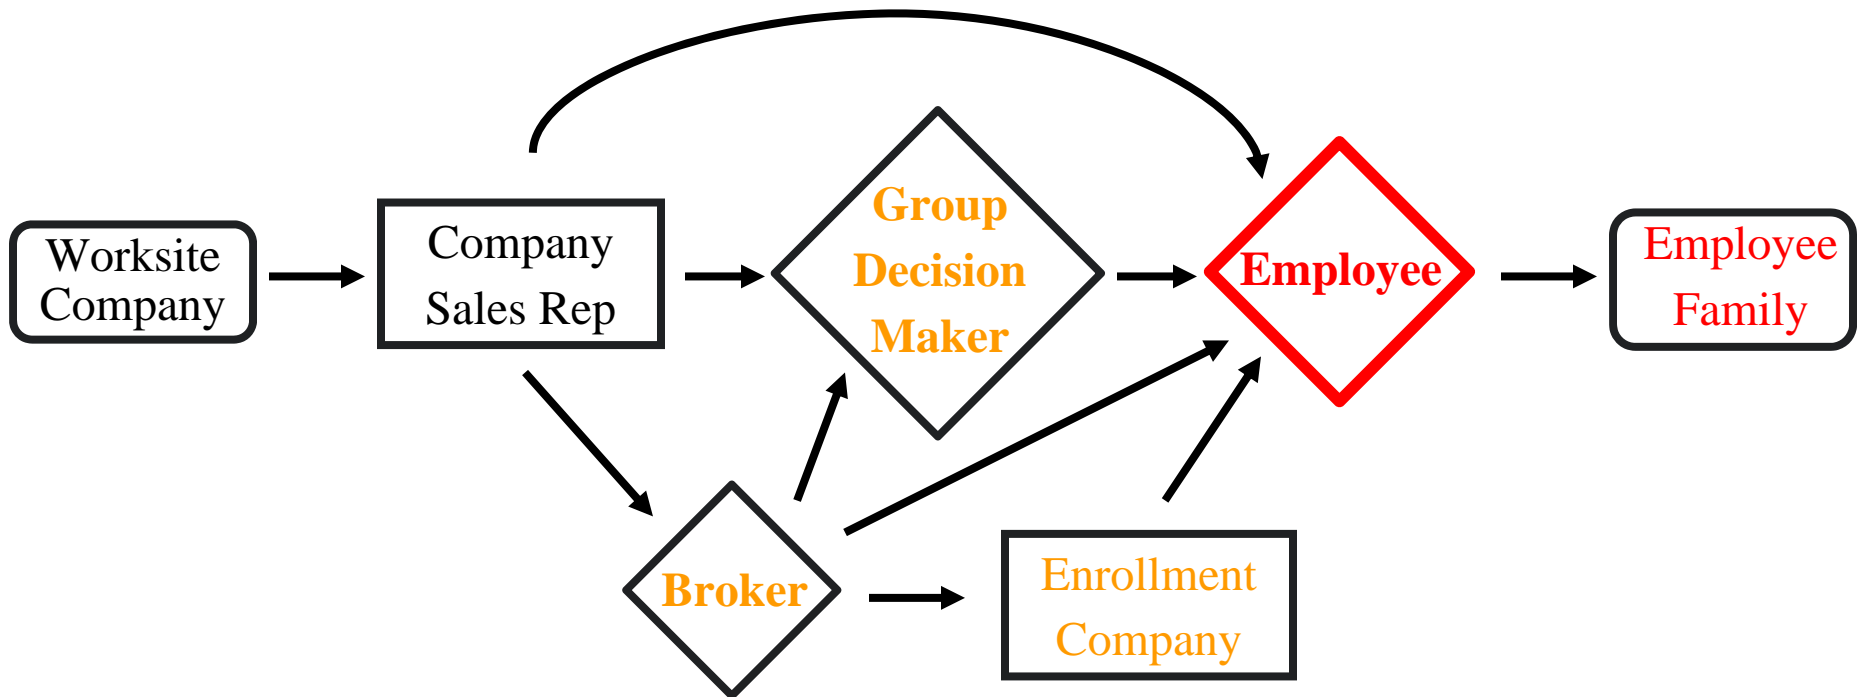 Worksite
Company
Company
Sales Rep
Group
Decision
Maker
Employee
Employee
Family
Broker
Enrollment
Company